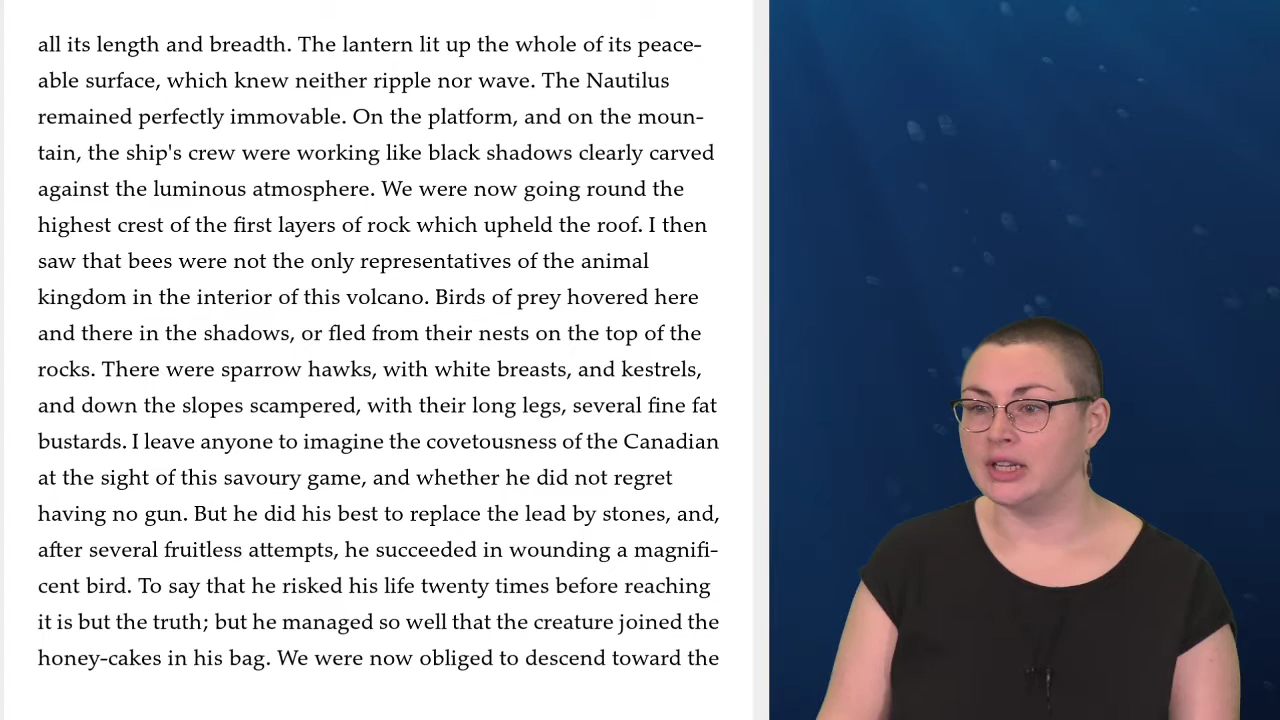 all its length and breadth. The lantern lit up the whole of its peace-
able surface, which knew neither ripple nor wave. The Nautilus
remained perfectly immovable. On the platform, and on the moun-
tain, the ship's crew were working like black shadows clearly carved
against the luminous atmosphere. We were now going round the
highest crest of the first layers of rock which upheld the roof. I then
saw that bees were not the only representatives of the animal
kingdom in the interior of this volcano. Birds of prey hovered here
and there in the shadows, or fled from their nests on the top of the
rocks. There were sparrow hawks, with white breasts, and kestrels,
and down the slopes scampered, with their long legs, several fine fat
bustards. I leave anyone to imagine the covetousness of the Canadian
at the sight of this savoury game, and whether he did not regret
having no gun. But he did his best to replace the lead by stones, and,
after several fruitless attempts, he succeeded in wounding a magnifi-
cent bird. To say that he risked his life twenty times before reaching
it is but the truth; but he managed so well that the creature joined the
honey-cakes in his bag. We were now obliged to descend toward the